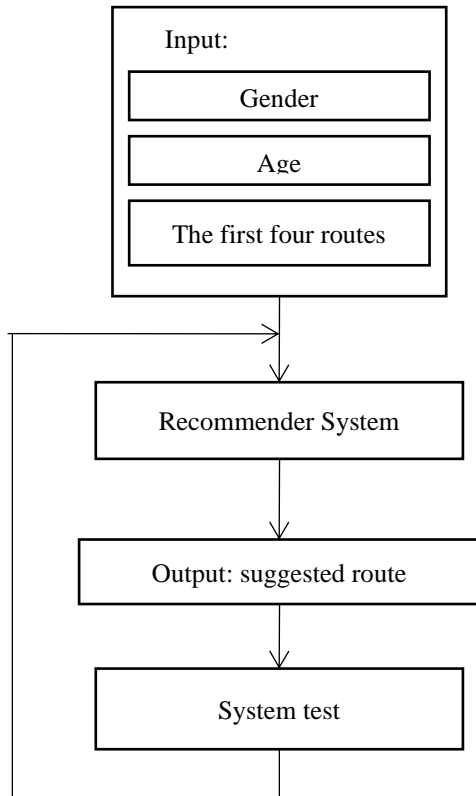 Input:
Gender
Age
The first four routes
Recommender System
Output: suggested route
System test